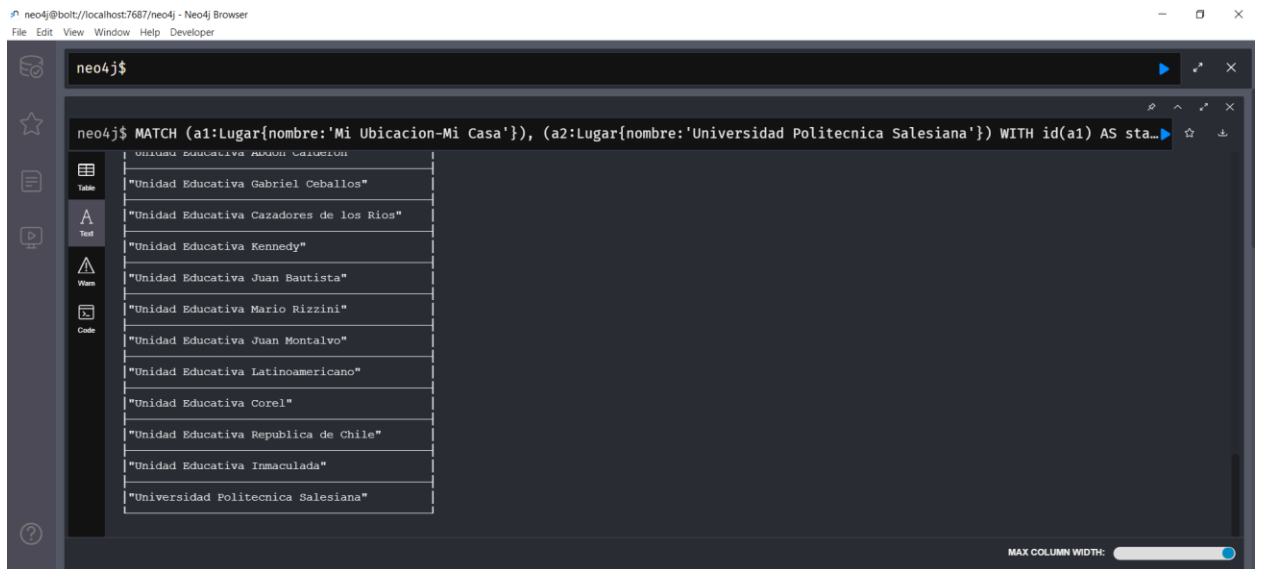 neo4j@bolt://localhost:7687/neo4j - Neo4j Browser
File Edit View Window Help Developer
neo4j$
neo4j$ MATCH (a1:Lugar{nombre:'Mi Ubicacion-Mi Casa'}), (a2:Lugar{nombre:'Universidad Politecnica Salesiana'}) WITH id(a1) AS sta…
Table
Text
Warn
Code
"Unidad Educativa Abdon Calderon"
"Unidad Educativa Gabriel Ceballos"
"Unidad Educativa Cazadores de los Rios"
"Unidad Educativa Kennedy"
"Unidad Educativa Juan Bautista"
"Unidad Educativa Mario Rizzini"
"Unidad Educativa Juan Montalvo"
"Unidad Educativa Latinoamericano"
"Unidad Educativa Corel"
"Unidad Educativa Republica de Chile"
"Unidad Educativa Inmaculada"
"Universidad Politecnica Salesiana"
MAX COLUMN WIDTH: